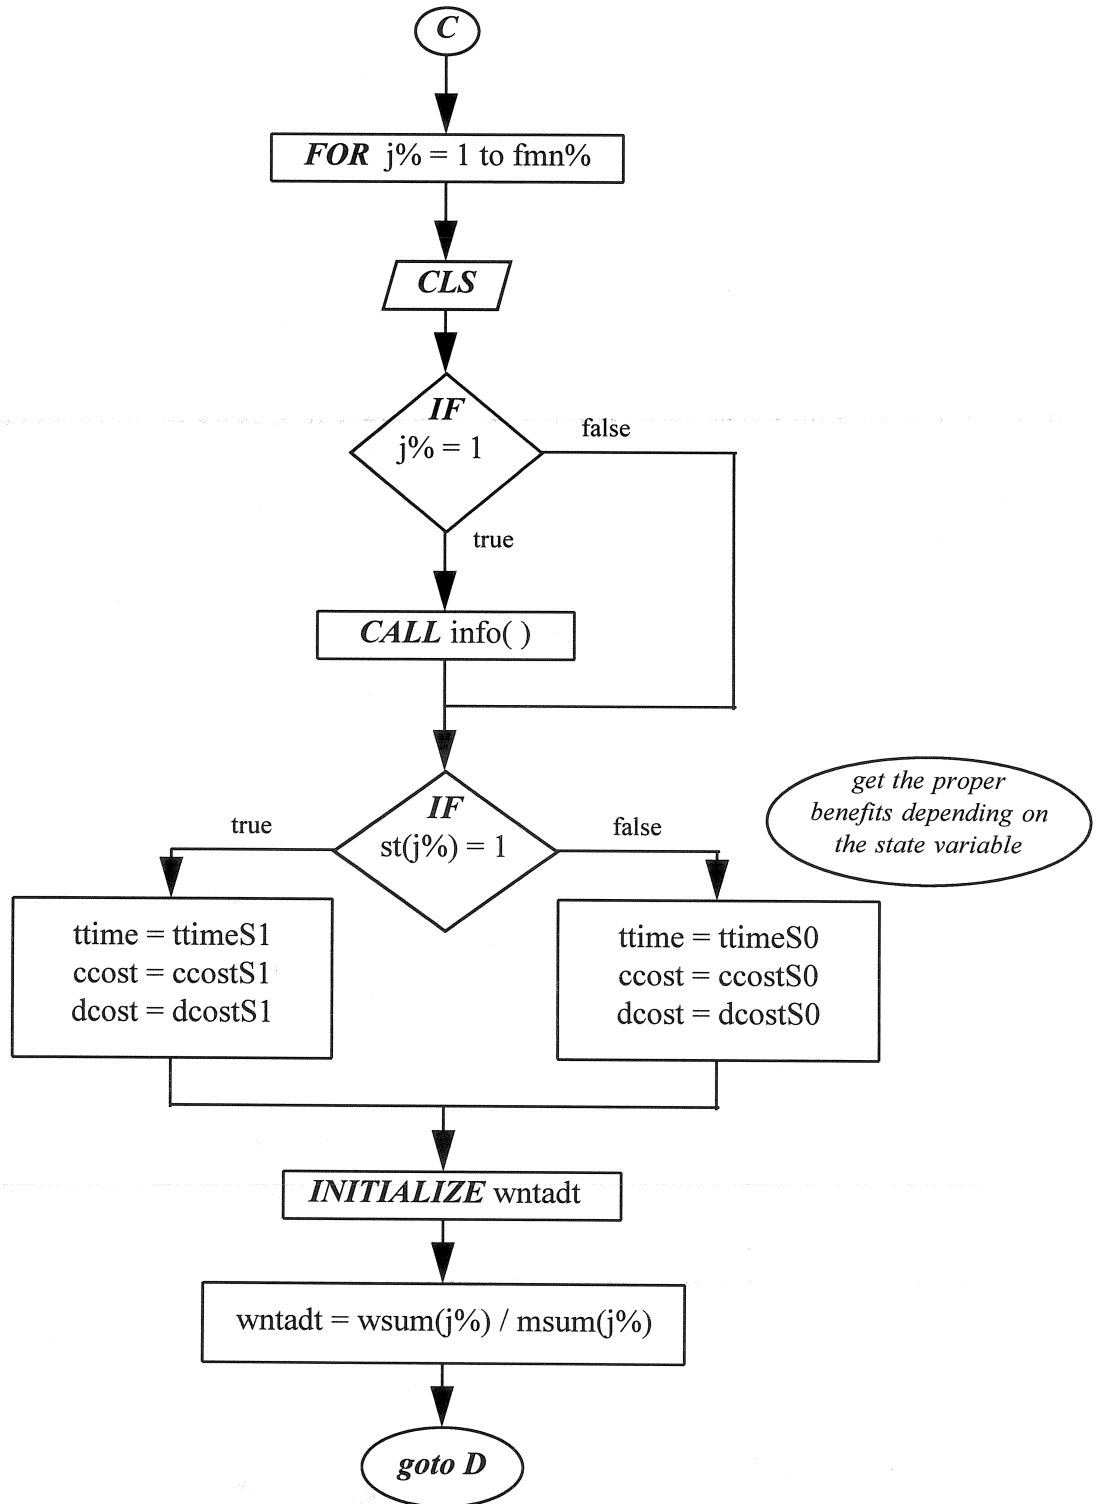 C
FOR j% = 1 to fmn%
CLS
IF
j% = 1
false
true
CALL info( )
get the proper
benefits depending on
the state variable
IF
st(j%) = 1
true
false
ttime = ttimeS1
ccost = ccostS1
dcost = dcostS1
ttime = ttimeS0
ccost = ccostS0
dcost = dcostS0
INITIALIZE wntadt
wntadt = wsum(j%) / msum(j%)
goto D